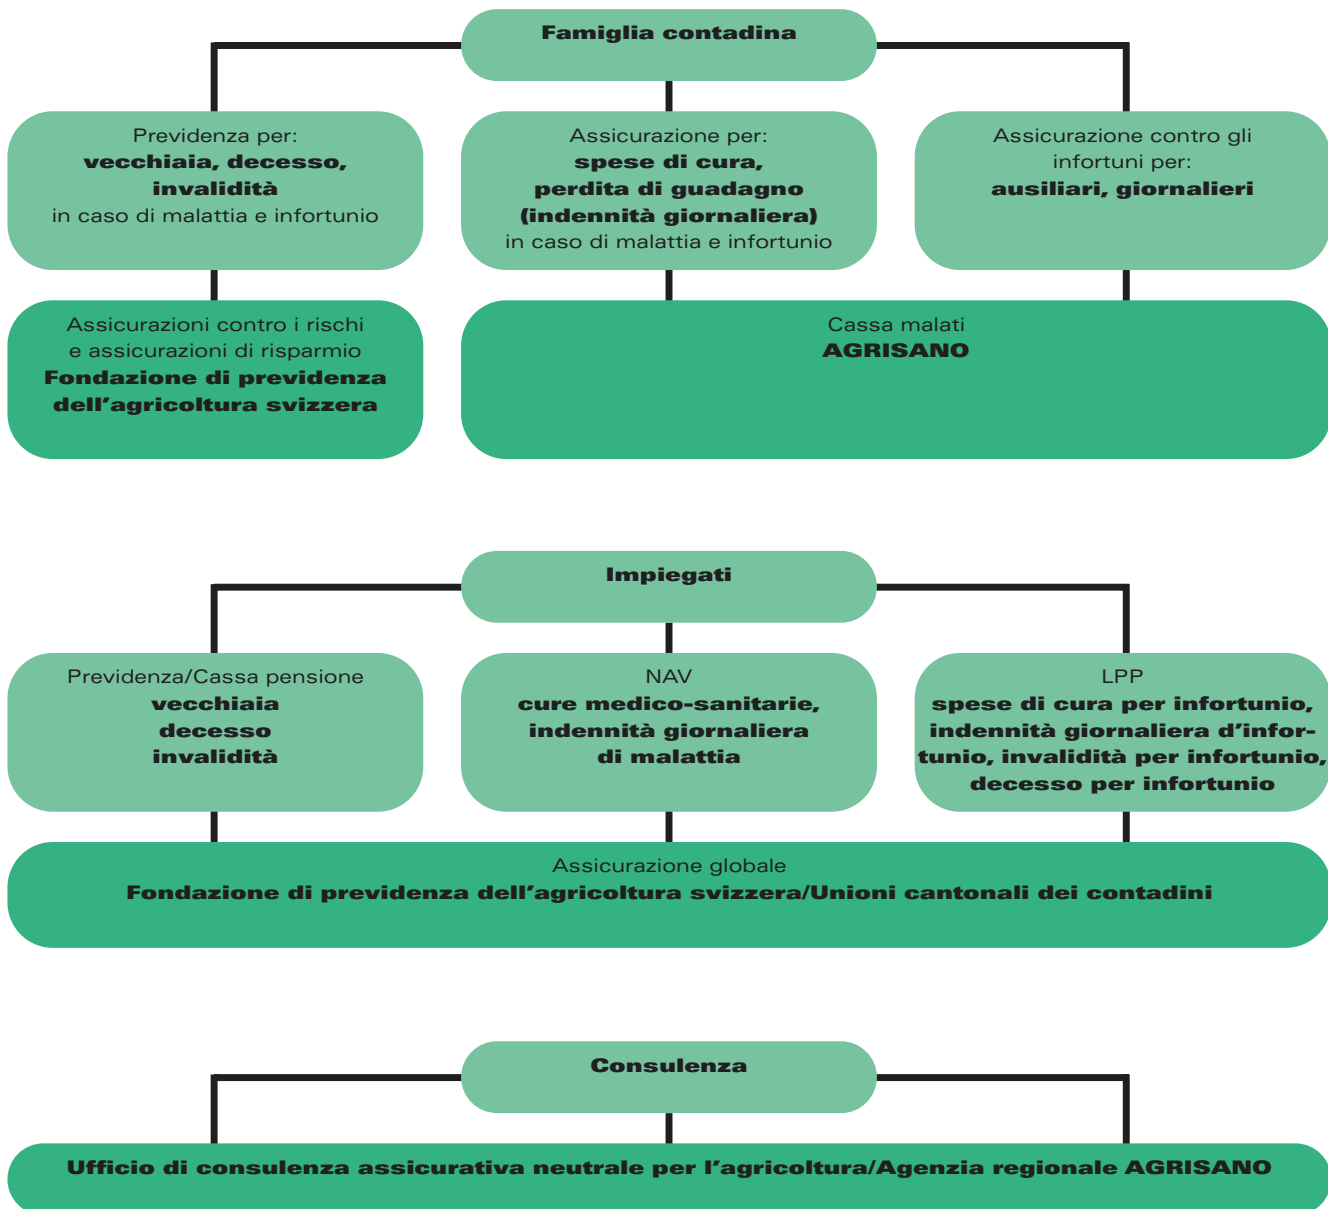 Famiglia contadina
Previdenza per:
vecchiaia, decesso,
invalidità
in caso di malattia e infortunio
Assicurazione per:
spese di cura,
perdita di guadagno
(indennità giornaliera)
in caso di malattia e infortunio
Assicurazione contro gli
infortuni per:
ausiliari, giornalieri
Assicurazioni contro i rischi
e assicurazioni di risparmio
Fondazione di previdenza
dell'agricoltura svizzera
Cassa malati
AGRISANO
Impiegati
Previdenza/Cassa pensione
vecchiaia
decesso
invalidità
NAV
cure medico-sanitarie,
indennità giornaliera
di malattia
LPP
spese di cura per infortunio,
indennità giornaliera d'infor-
tunio, invalidità per infortunio,
decesso per infortunio
Assicurazione globale
Fondazione di previdenza dell'agricoltura svizzera/Unioni cantonali dei contadini
Consulenza
Ufficio di consulenza assicurativa neutrale per l'agricoltura/Agenzia regionale AGRISANO